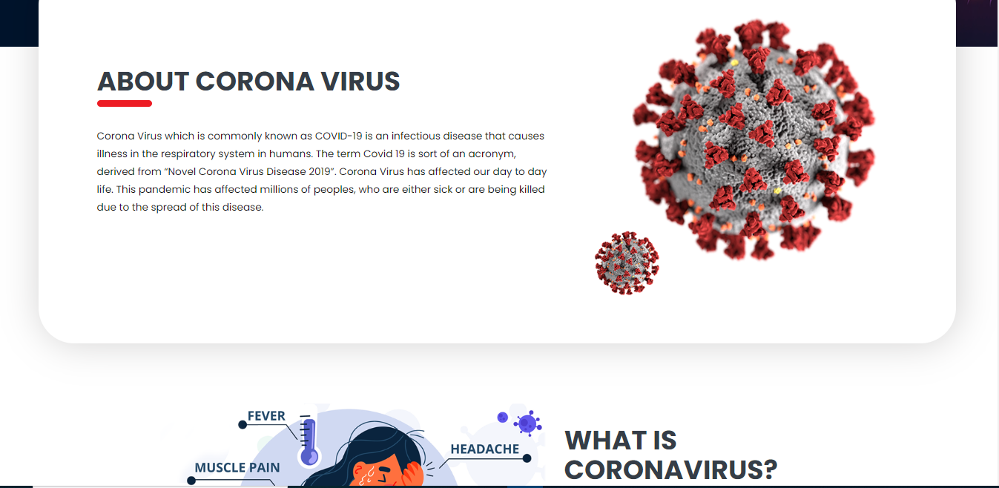 ABOUT CORONA VIRUS
Corona Virus which is commonly known as COVID-19 is an infectious disease that causes
illness in the respiratory system in humans. The term Covid 19 is sort of an acronym,
derived from “Novel Corona Virus Disease 2019”. Corona Virus has affected our day to day
life. This pandemic has affected millions of peoples, who are either sick or are being killed
due to the spread of this disease.
FEVER
HEADACHE
MUSCLE PAIN
WHAT IS
CORONAVIRUS?